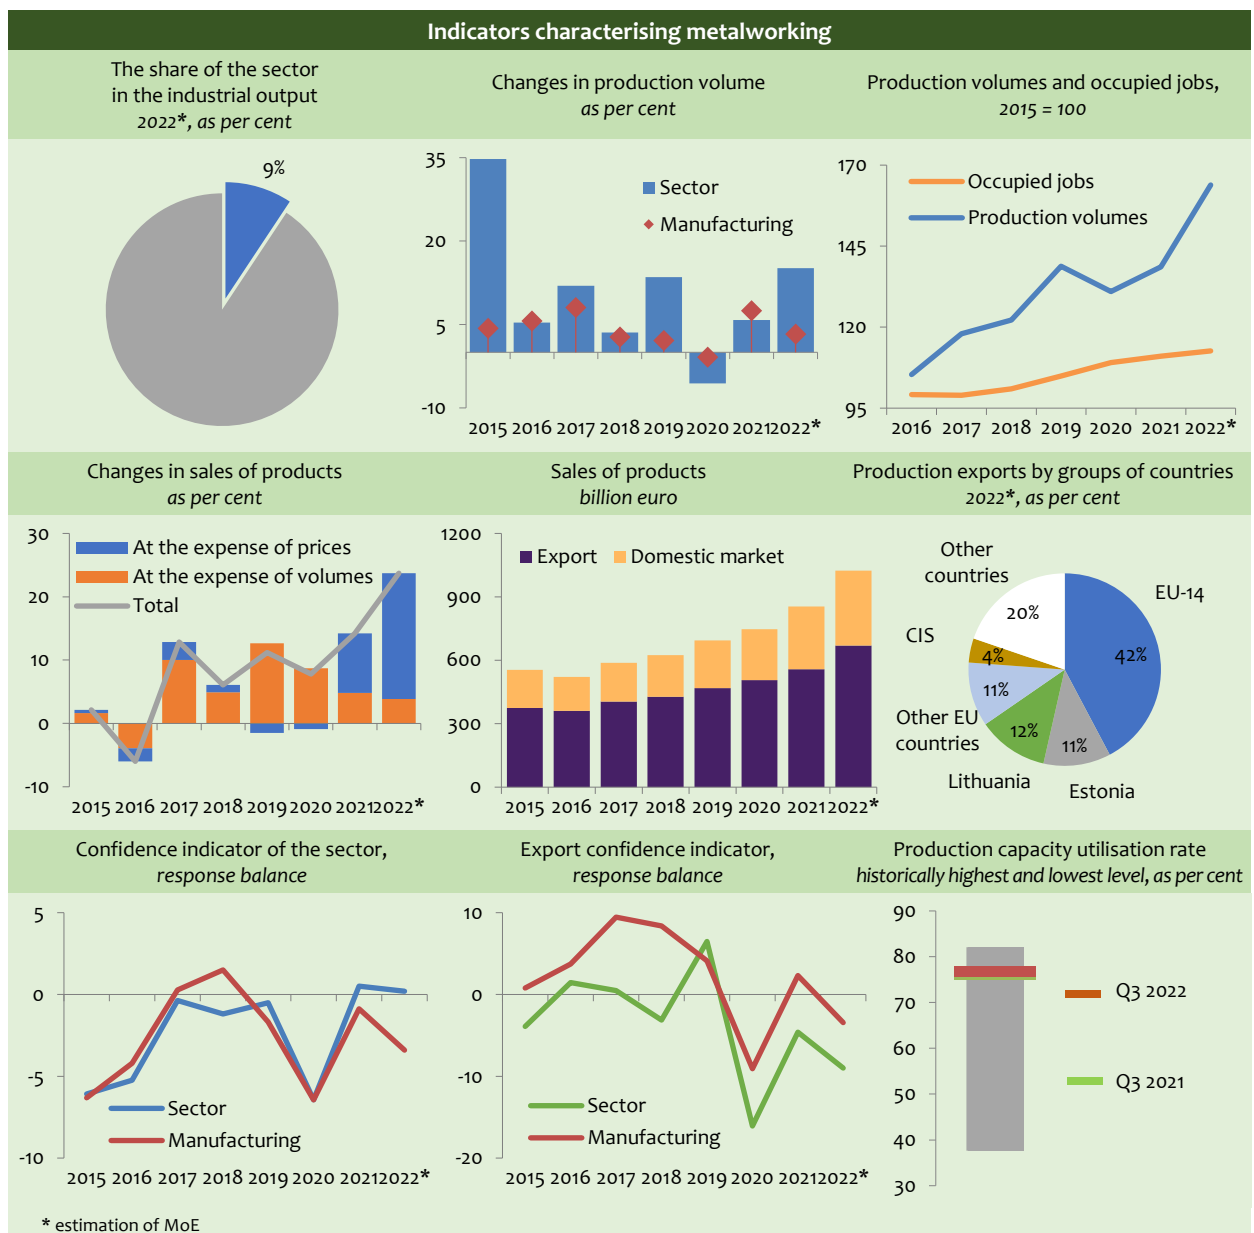 Indicators characterising metalworking
The share of the sector
in the industrial output
2022*, as per cent
9%
Changes in production volume
as per cent
35
20
5
-10
Sector
Manufacturing
2015 2016 2017 2018 2019 2020 2021 2022*
Production volumes and occupied jobs,
2015 = 100
170
145
120
95
Occupied jobs
Production volumes
2016 2017 2018 2019 2020 2021 2022*
Changes in sales of products
as per cent
30
20
10
0
-10
At the expense of prices
At the expense of volumes
Total
2015 2016 2017 2018 2019 2020 2021 2022*
Sales of products
billion euro
1200
900
600
300
0
Export
Domestic market
2015 2016 2017 2018 2019 2020 2021 2022*
Production exports by groups of countries
2022*, as per cent
Other
countries
20%
EU-14
42%
CIS
4%
11%
Other EU
countries
12%
11%
Lithuania
Estonia
Confidence indicator of the sector,
response balance
5
0
-5
-10
Sector
Manufacturing
2015 2016 2017 2018 2019 2020 2021 2022*
Export confidence indicator,
response balance
10
0
-10
-20
Sector
Manufacturing
2015 2016 2017 2018 2019 2020 2021 2022*
Production capacity utilisation rate
historically highest and lowest level, as per cent
90
80
70
60
50
40
30
Q3 2022
Q3 2021
* estimation of MoE